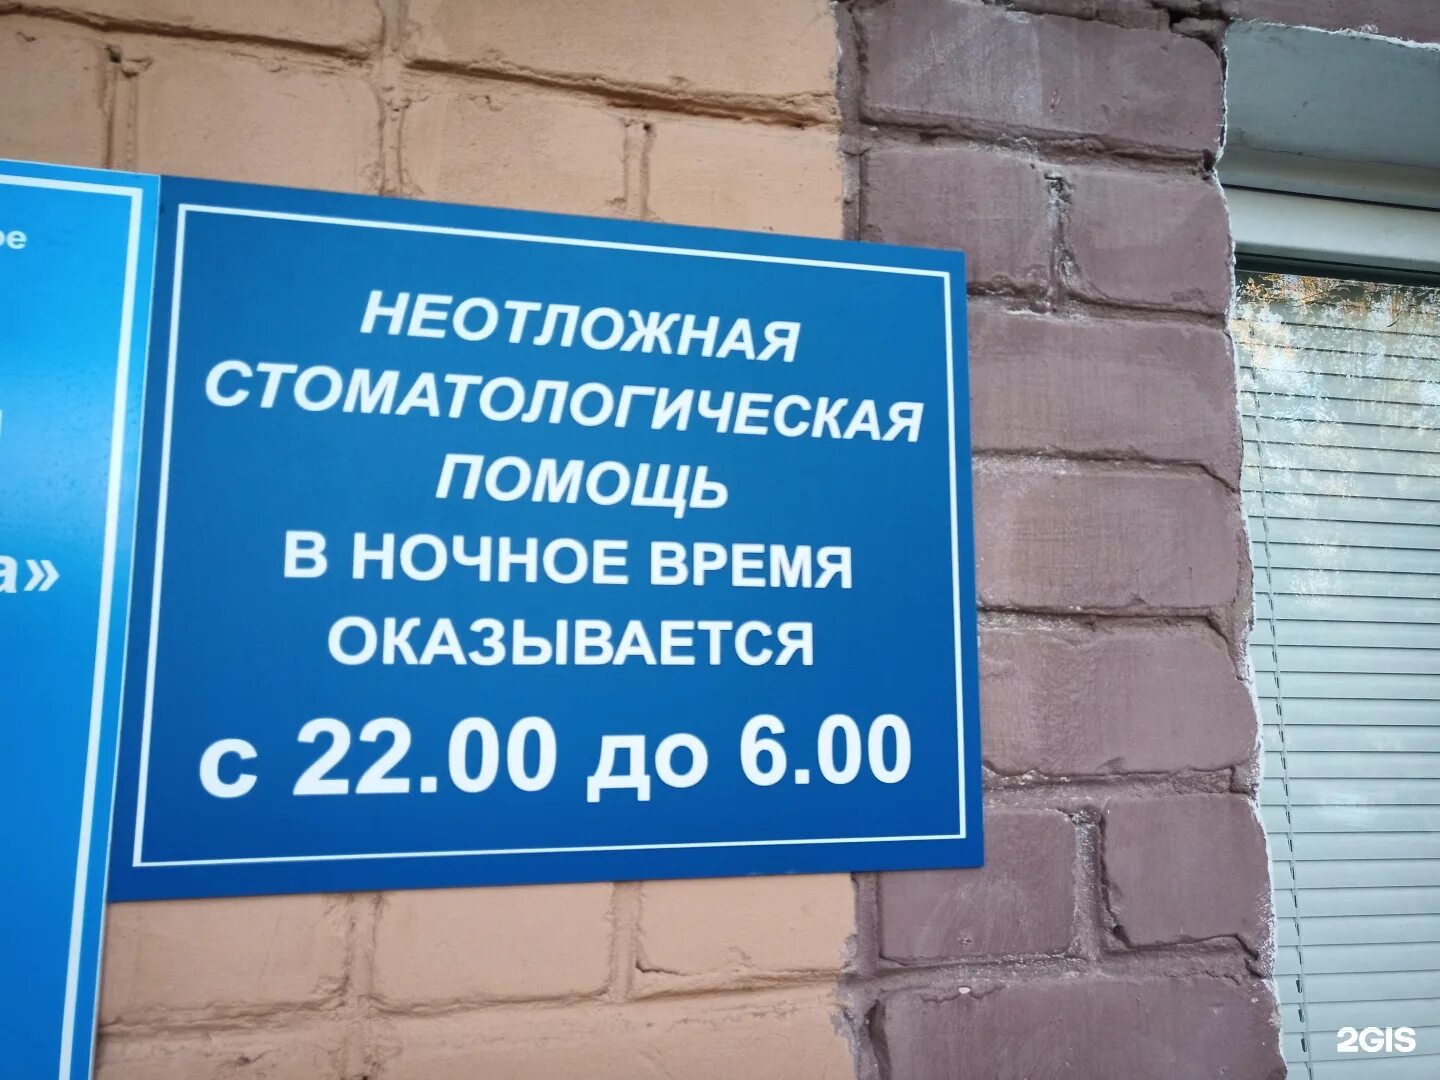 НЕОТЛОЖНАЯ
СТОМАТОЛОГИЧЕСКАЯ
ПОМОЩЬ
В НОЧНОЕ ВРЕМЯ
ОКАЗЫВАЕТСЯ
с 22.00 до 6.00
2GIS